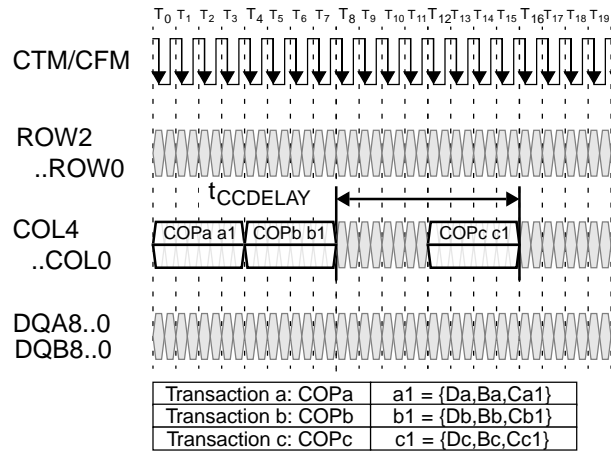 T0 T1 T2 T3 T4 T5 T6 T7 T8 T9 T10 T11 T12 T13 T14 T15 T16 T17 T18 T19
CTM/CFM
ROW2
..ROW0
tCCDELAY
COL4
..COL0
COPa a1 COPb b1 COPc c1
DQA8..0
DQB8..0
Transaction a: COPa a1 = {Da,Ba,Ca1}
Transaction b: COPb b1 = {Db,Bb,Cb1}
Transaction c: COPc c1 = {Dc,Bc,Cc1}